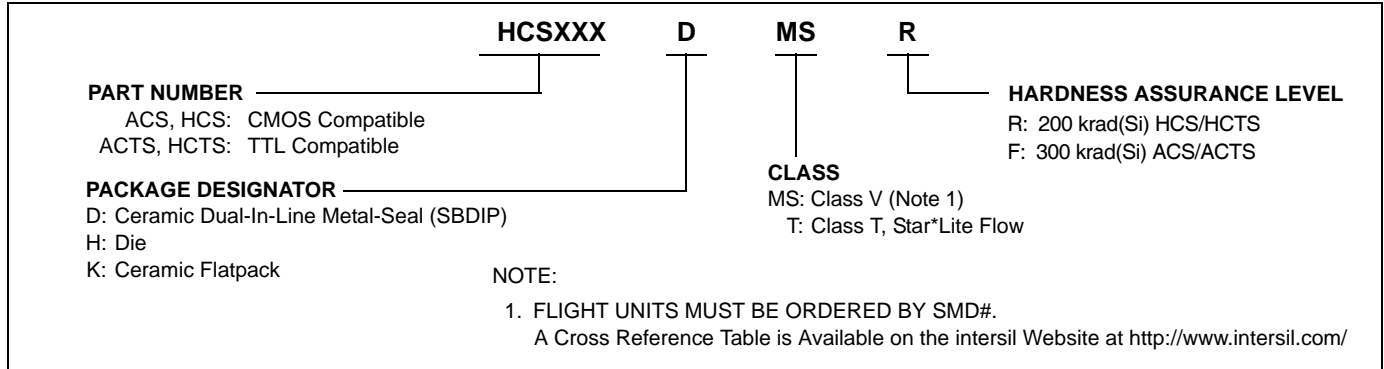 HCSXXX D MS R
PART NUMBER
ACS, HCS: CMOS Compatible
ACTS, HCTS: TTL Compatible
PACKAGE DESIGNATOR
D: Ceramic Dual-In-Line Metal-Seal (SBDIP)
H: Die
K: Ceramic Flatpack
CLASS
MS: Class V (Note 1)
T: Class T, Star*Lite Flow
HARDNESS ASSURANCE LEVEL
R: 200 krad(Si) HCS/HCTS
F: 300 krad(Si) ACS/ACTS
NOTE:
1. FLIGHT UNITS MUST BE ORDERED BY SMD#.
A Cross Reference Table is Available on the intersil Website at http://www.intersil.com/